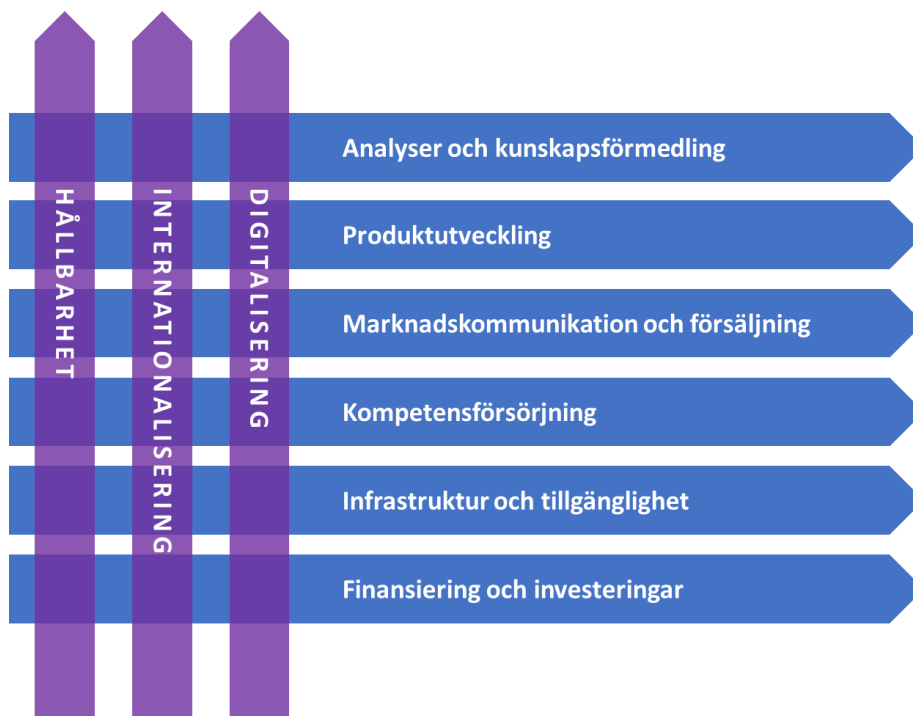 HÅLLBARHET
INTERNATIONALISERING
DIGITALISERING
Analyser och kunskapsförmedling
Produktutveckling
Marknadskommunikation och försäljning
Kompetensförsörjning
Infrastruktur och tillgänglighet
Finansiering och investeringar